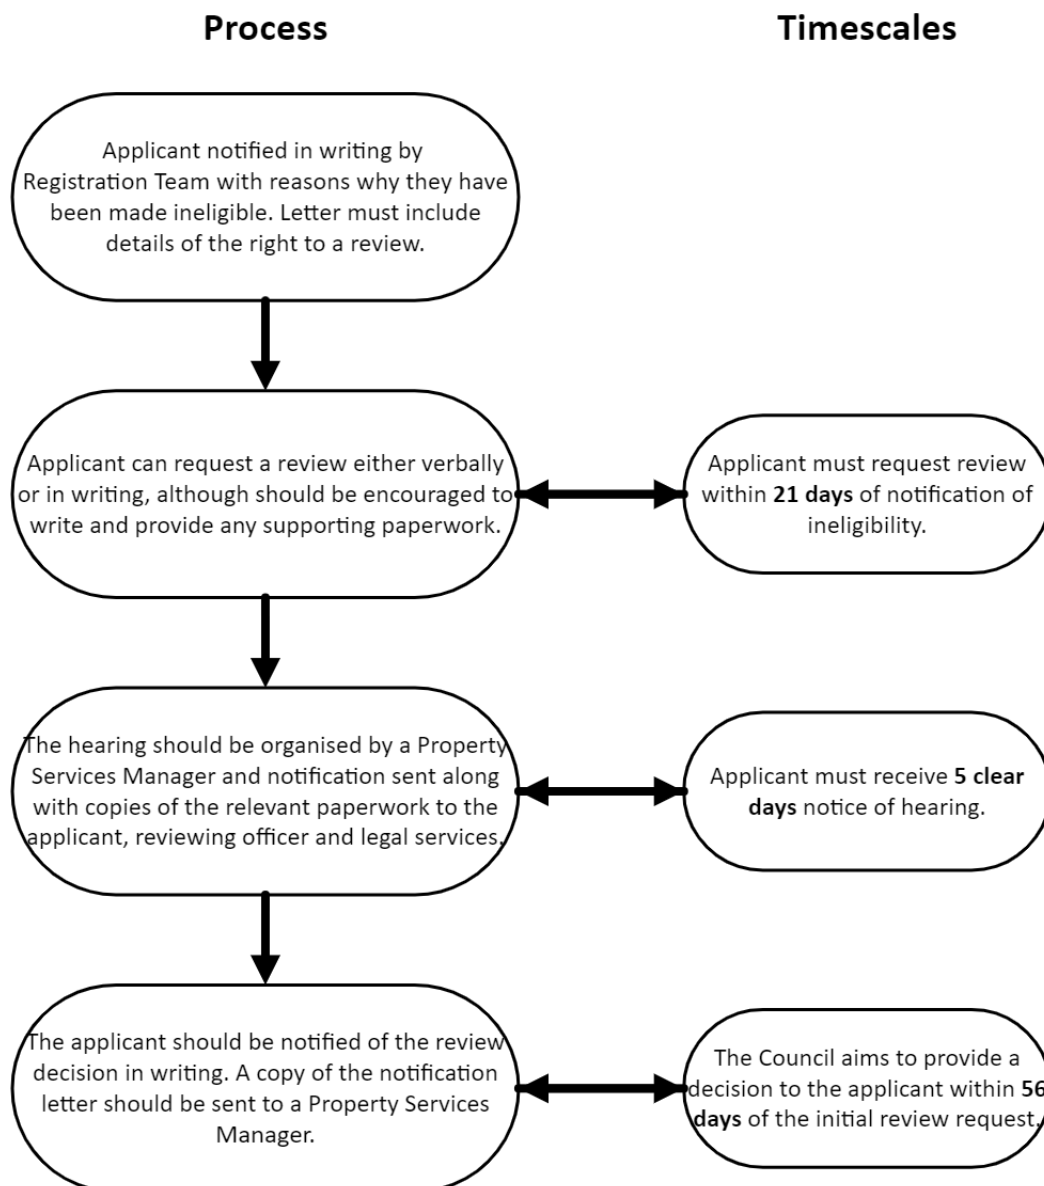 Process
Timescales
Applicant notified in writing by
Registration Team with reasons why they have
been made ineligible. Letter must include
details of the right to a review.
Applicant can request a review either verbally
or in writing, although should be encouraged to
write and provide any supporting paperwork.
Applicant must request review
within 21 days of notification of
ineligibility.
The hearing should be organised by a Property
Services Manager and notification sent along
with copies of the relevant paperwork to the
applicant, reviewing officer and legal services.
Applicant must receive 5 clear
days notice of hearing.
The applicant should be notified of the review
decision in writing. A copy of the notification
letter should be sent to a Property Services
Manager.
The Council aims to provide a
decision to the applicant within 56
days of the initial review request.